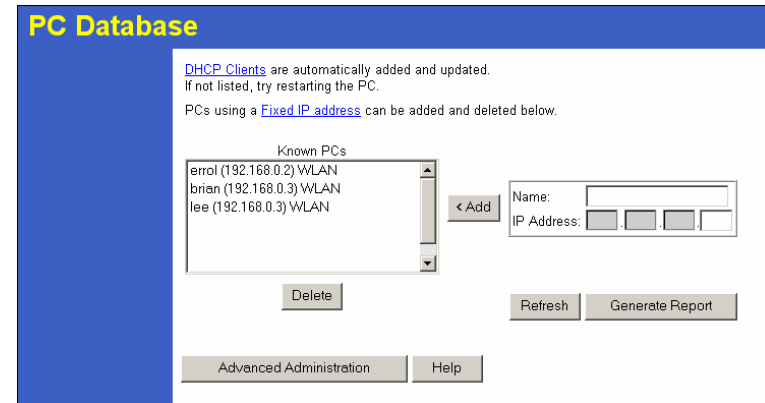 PC Database
DHCP Clients are automatically added and updated.
If not listed, try restarting the PC.
PCs using a Fixed IP address can be added and deleted below.
Known PCs
errol (192.168.0.2) WLAN
brian (192.168.0.3) WLAN
lee (192.168.0.3) WLAN
< Add
Name:
IP Address: . . .
Delete
Refresh Generate Report
Advanced Administration Help